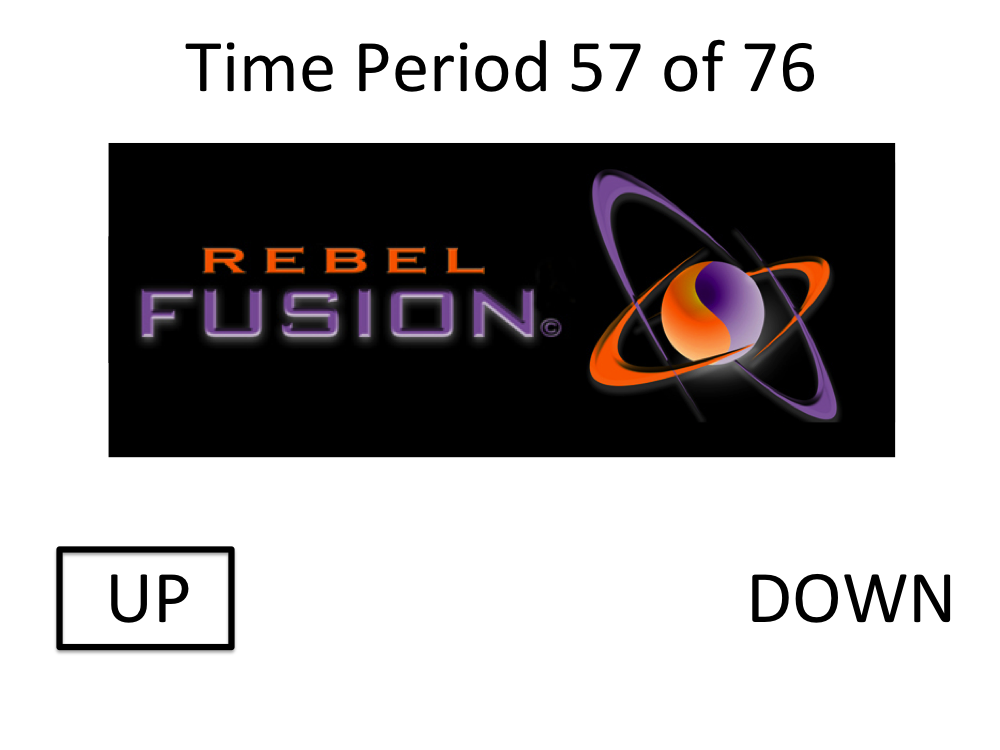 Time Period 57 of 76
REBEL
FUSION©
UP
DOWN